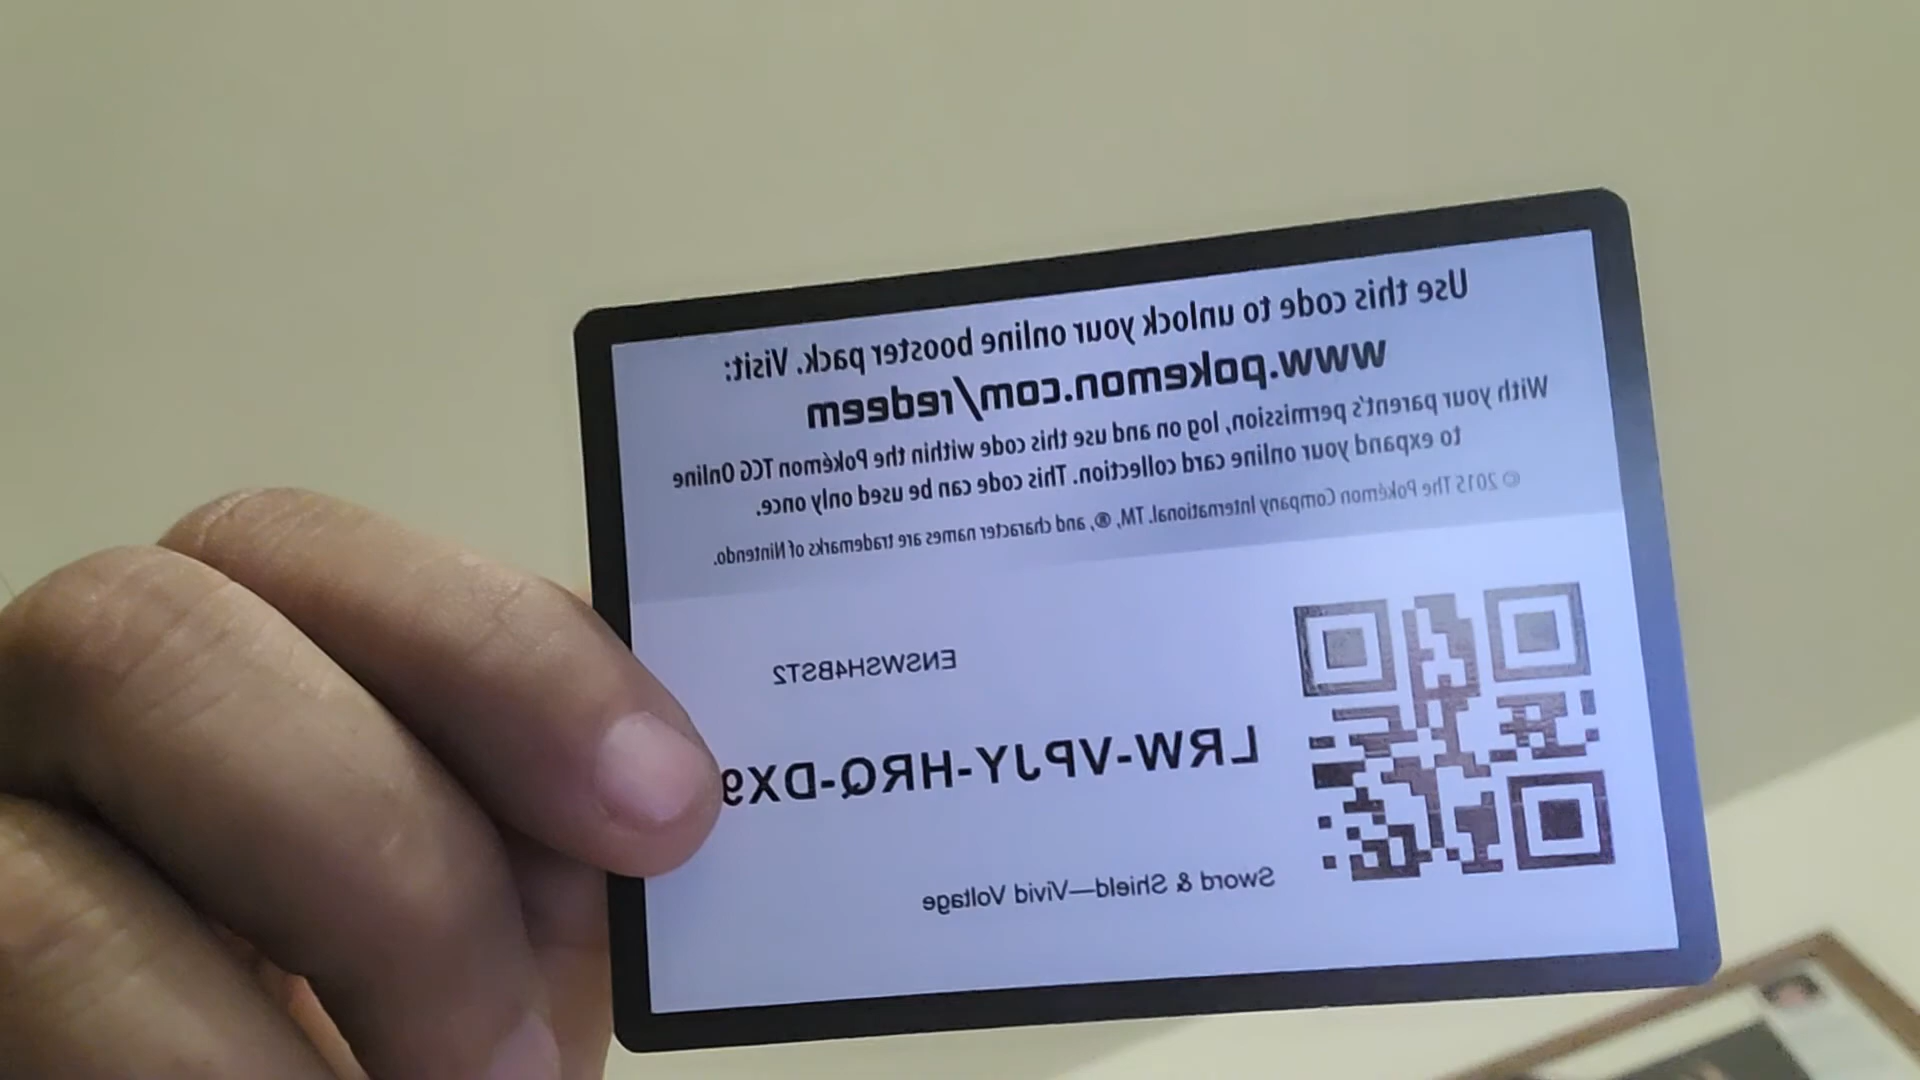 Use this code to unlock your online booster pack. Visit:
www.pokemon.com/redeem
With your parent's permission, log on and use this code within the Pokémon TCG Online
to expand your online card collection. This code can be used only once.
© 2015 The Pokémon Company International. TM, ®, and character names are trademarks of Nintendo.
ENSWSH4BST2
LRW-VPJY-HRQ-DX9
Sword & Shield—Vivid Voltage